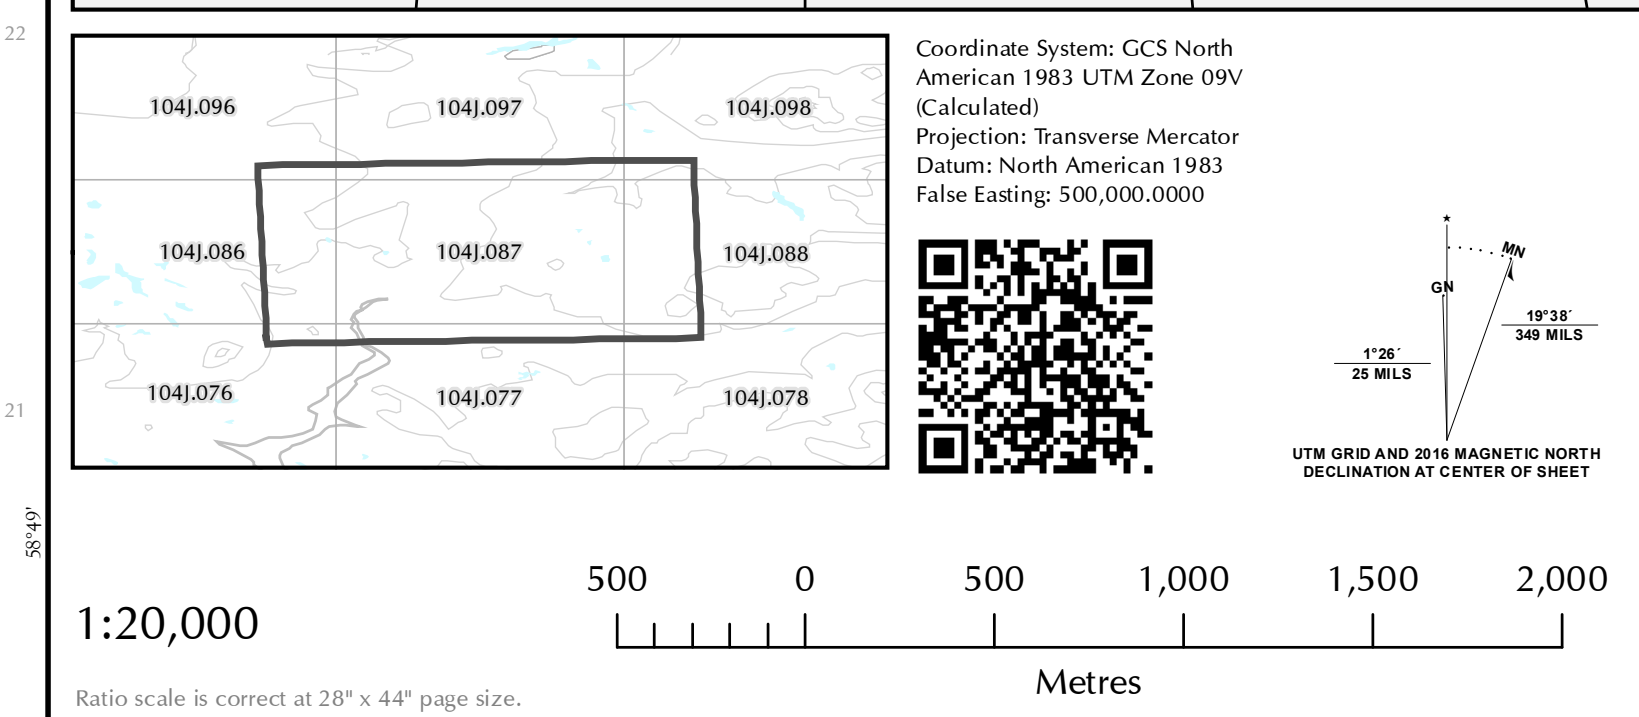 22
104J.096
104J.097
104J.098
104J.086
104J.087
104J.088
104J.076
104J.077
104J.078
21
58°49'
Coordinate System: GCS North
American 1983 UTM Zone 09V
(Calculated)
Projection: Transverse Mercator
Datum: North American 1983
False Easting: 500,000.0000
MN
GN
19°38´
349 MILS
1°26´
25 MILS
UTM GRID AND 2016 MAGNETIC NORTH
DECLINATION AT CENTER OF SHEET
1:20,000
500 0 500 1,000 1,500 2,000
Metres
Ratio scale is correct at 28" x 44" page size.